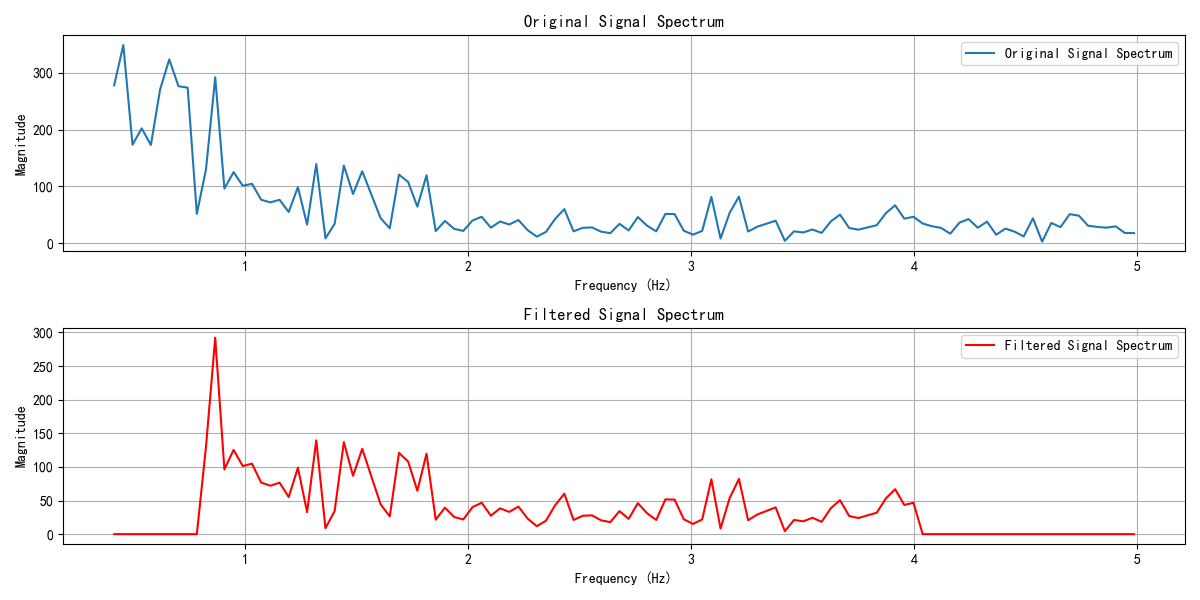 Original Signal Spectrum
Original Signal Spectrum
Magnitude
300
200
100
0
1 2 3 4 5
Frequency (Hz)
Filtered Signal Spectrum
Filtered Signal Spectrum
Magnitude
300
250
200
150
100
50
0
1 2 3 4 5
Frequency (Hz)